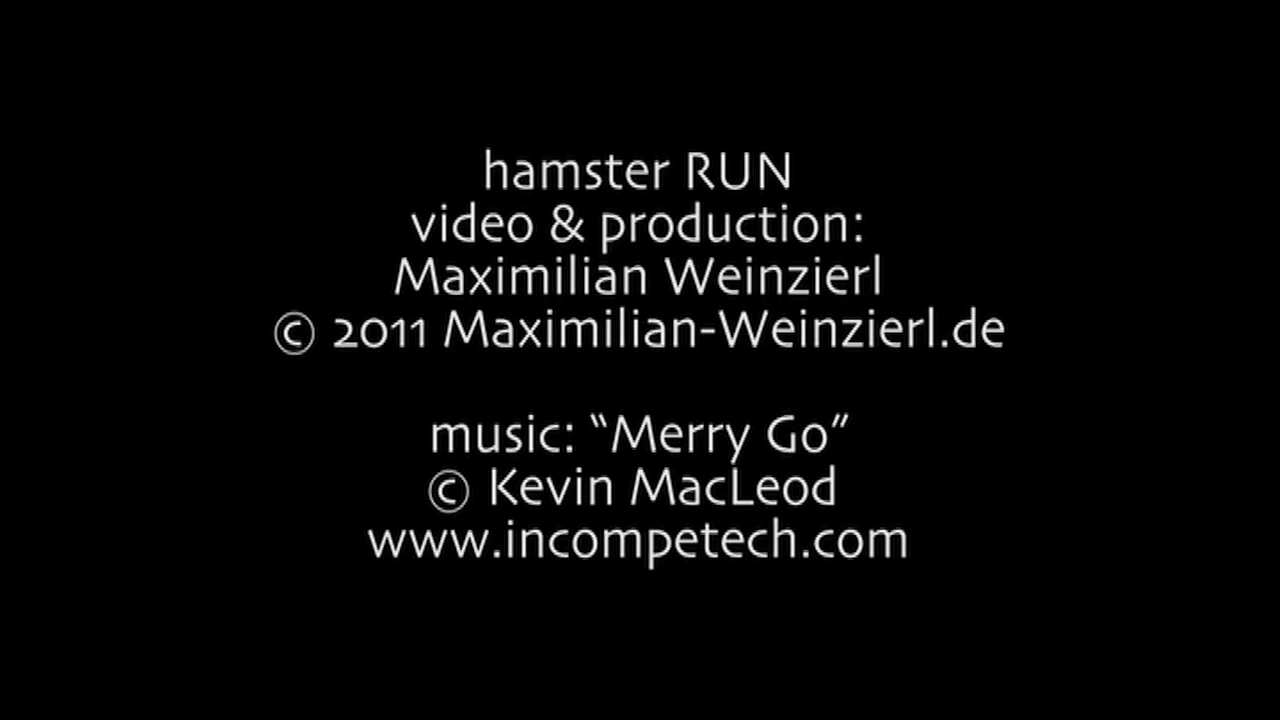 hamster RUN
video & production:
Maximilian Weinzierl
© 2011 Maximilian-Weinzierl.de
music: “Merry Go”
© Kevin MacLeod
www.incompetech.com